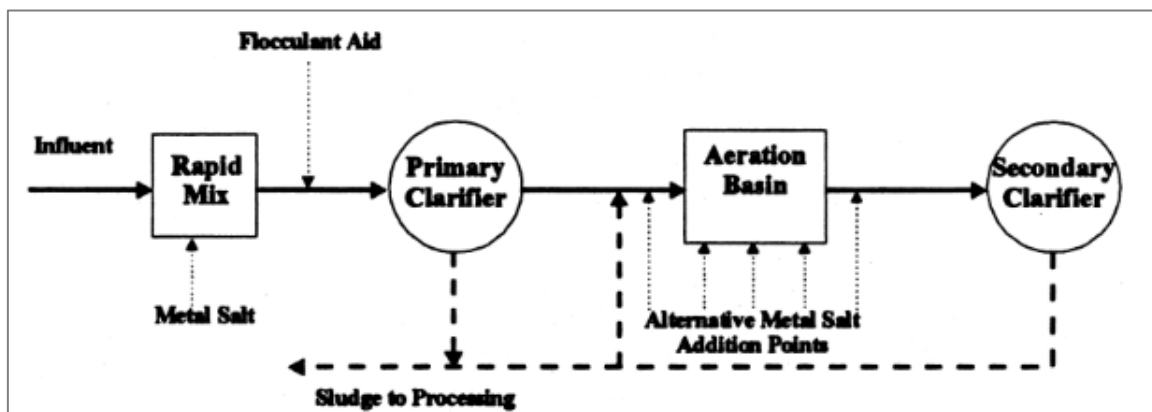 Flocculant Aid
Influent
Rapid
Mix
Primary
Clarifier
Aeration
Basin
Secondary
Clarifier
Metal Salt
Alternative Metal Salt
Addition Points
Sludge to Processing